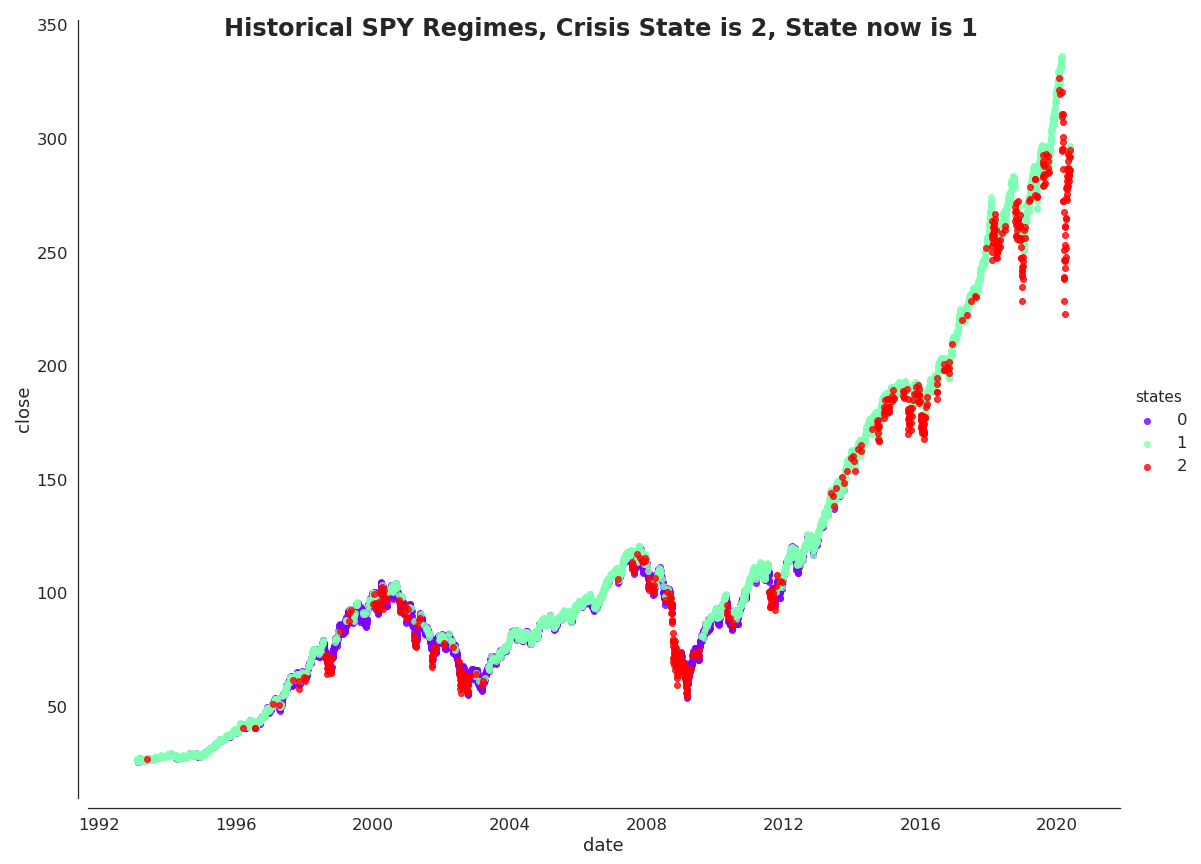 Historical SPY Regimes, Crisis State is 2, State now is 1
350
300
250
200
150
100
50
close
1992 1996 2000 2004 2008 2012 2016 2020
date
states
0
1
2